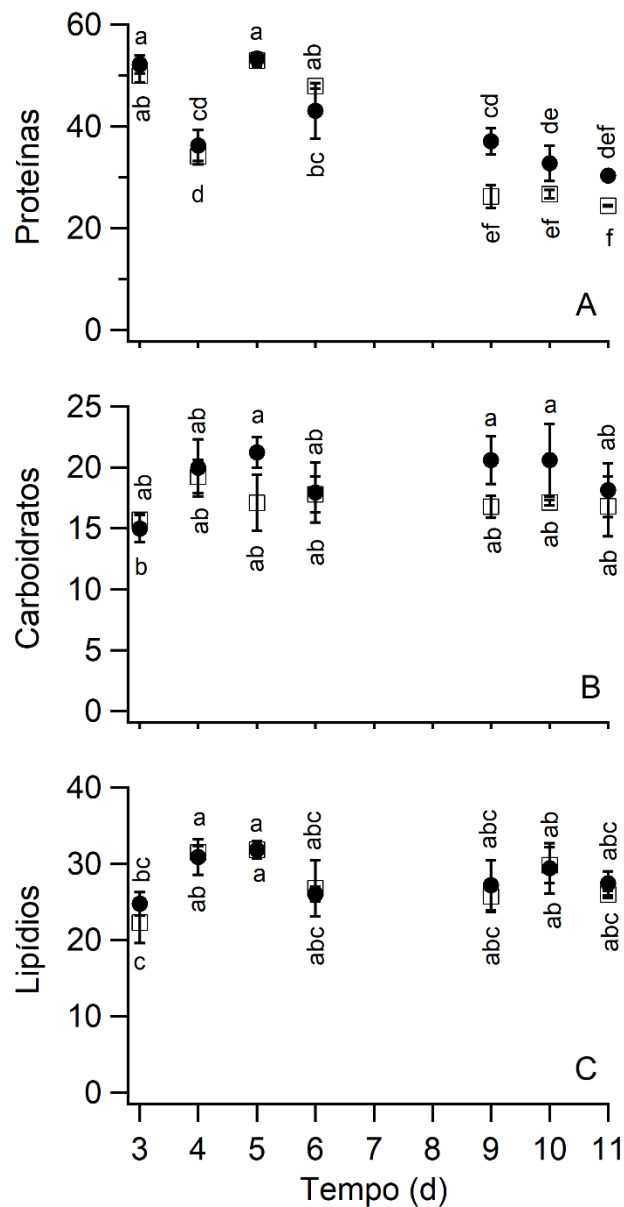 60
40
20
0
Proteínas
a
ab
cd
d
a
ab
bc
cd
ef
de
ef
def
f
A
25
20
15
10
5
0
Carboidratos
ab
b
ab
ab
a
ab
ab
ab
a
ab
a
ab
ab
ab
B
40
30
20
10
0
Lipídios
bc
c
a
ab
a
a
abc
abc
abc
abc
ab
ab
abc
abc
C
3 4 5 6 7 8 9 10 11
Tempo (d)